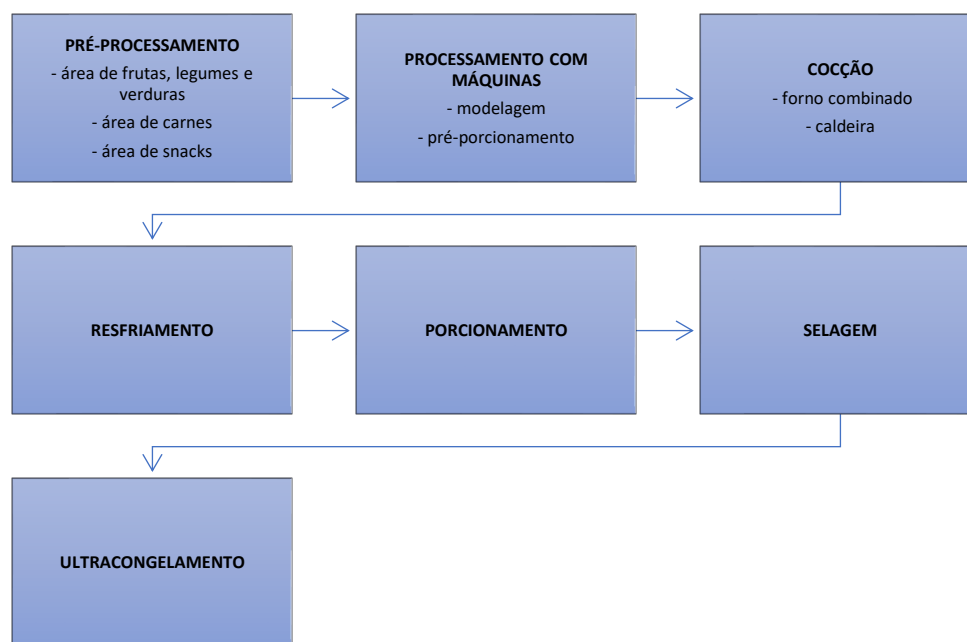 PRÉ-PROCESSAMENTO
- área de frutas, legumes e
verduras
- área de carnes
- área de snacks
PROCESSAMENTO COM
MÁQUINAS
- modelagem
- pré-porcionamento
COCÇÃO
- forno combinado
- caldeira
RESFRIAMENTO
PORCIONAMENTO
SELAGEM
ULTRACONGELAMENTO